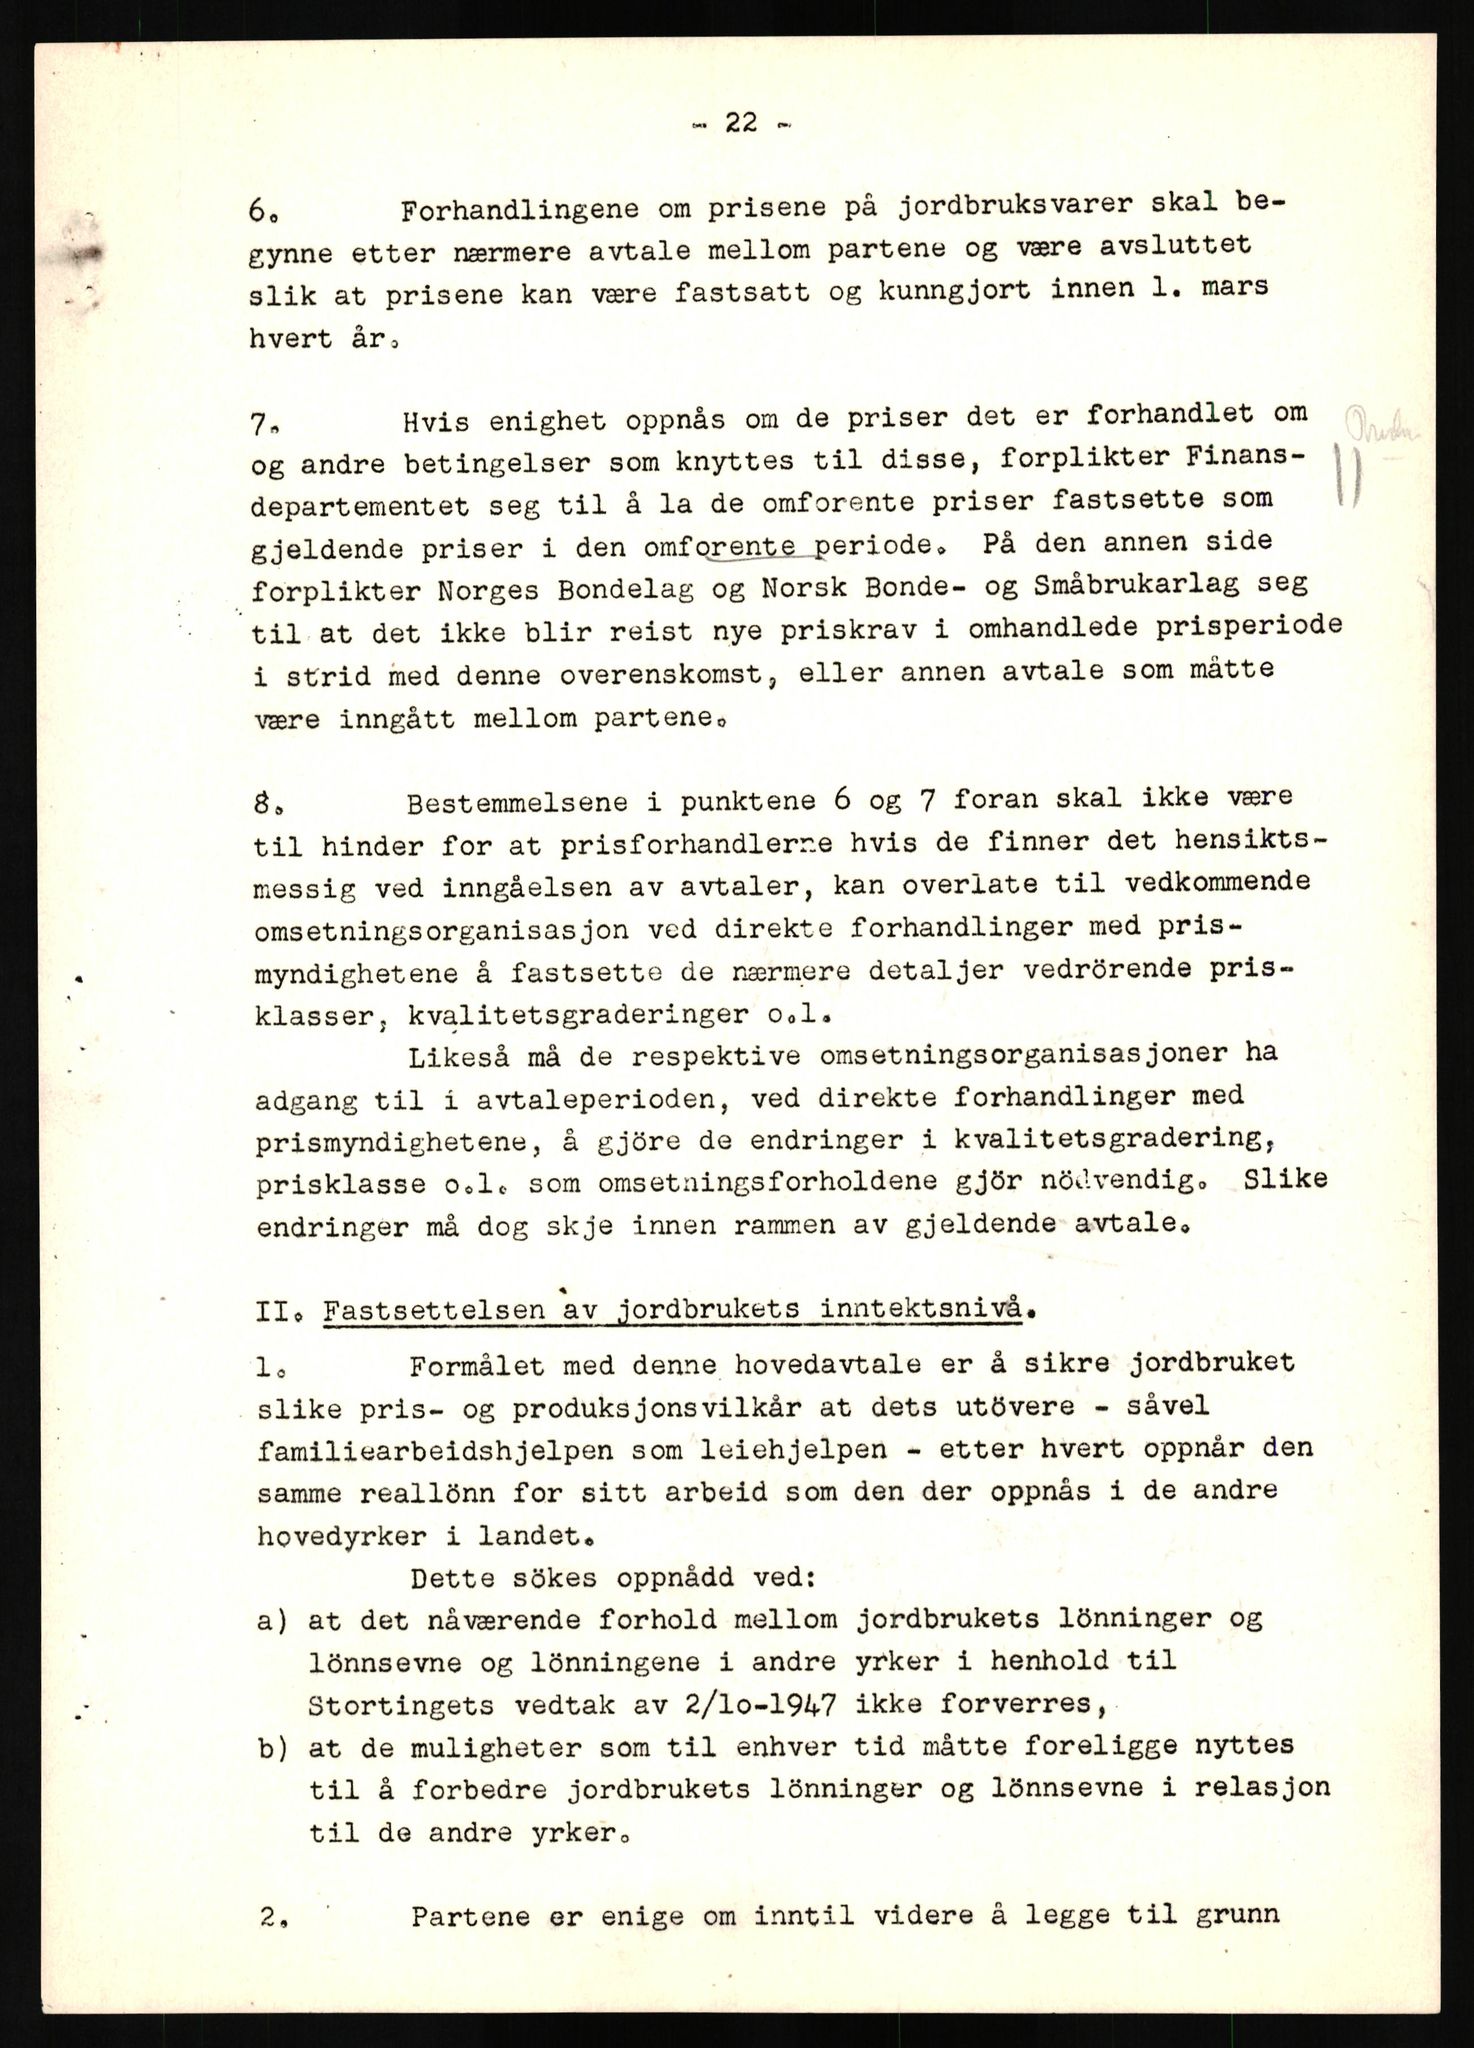 - 22 -
6. Forhandlingene om prisene på jordbruksvarer skal be-
gynne etter nærmere avtale mellom partene og være avsluttet
slik at prisene kan være fastsatt og kunngjort innen 1. mars
hvert år.
7. Hvis enighet oppnås om de priser det er forhandlet om
og andre betingelser som knyttes til disse, forplikter Finans-
departementet seg til å la de omforente priser fastsette som
gjeldende priser i den omforente periode. På den annen side
forplikter Norges Bondelag og Norsk Bonde- og Småbrukarlag seg
til at det ikke blir reist nye priskrav i omhandlede prisperiode
i strid med denne overenskomst, eller annen avtale som måtte
være inngått mellom partene.
8. Bestemmelsene i punktene 6 og 7 foran skal ikke være
til hinder for at prisforhandlerne hvis de finner det hensikts-
messig ved inngåelsen av avtaler, kan overlate til vedkommende
omsetningsorganisasjon ved direkte forhandlinger med pris-
myndighetene å fastsette de nærmere detaljer vedrörende pris-
klasser, kvalitetsgraderinger o.l.
Likeså må de respektive omsetningsorganisasjoner ha
adgang til i avtaleperioden, ved direkte forhandlinger med
prismyndighetene, å gjöre de endringer i kvalitetsgradering,
prisklasse o.l. som omsetningsforholdene gjör nödvendig. Slike
endringer må dog skje innen rammen av gjeldende avtale.
II. Fastsettelsen av jordbrukets inntektsnivå.
1. Formålet med denne hovedavtale er å sikre jordbruket
slike pris- og produksjonsvilkår at dets utövere - såvel
familiearbeidshjelpen som leiehjelpen - etter hvert oppnår den
samme reallönn for sitt arbeid som den der oppnås i de andre
hovedyrker i landet.
Dette sökes oppnådd ved:
a) at det nåværende forhold mellom jordbrukets lönninger og
lönnsevne og lönningene i andre yrker i henhold til
Stortingets vedtak av 2/lo-1947 ikke forverres,
b) at de muligheter som til enhver tid måtte foreligge nyttes
til å forbedre jordbrukets lönninger og lönnsevne i relasjon
til de andre yrker.
2. Partene er enige om inntil videre å legge til grunn